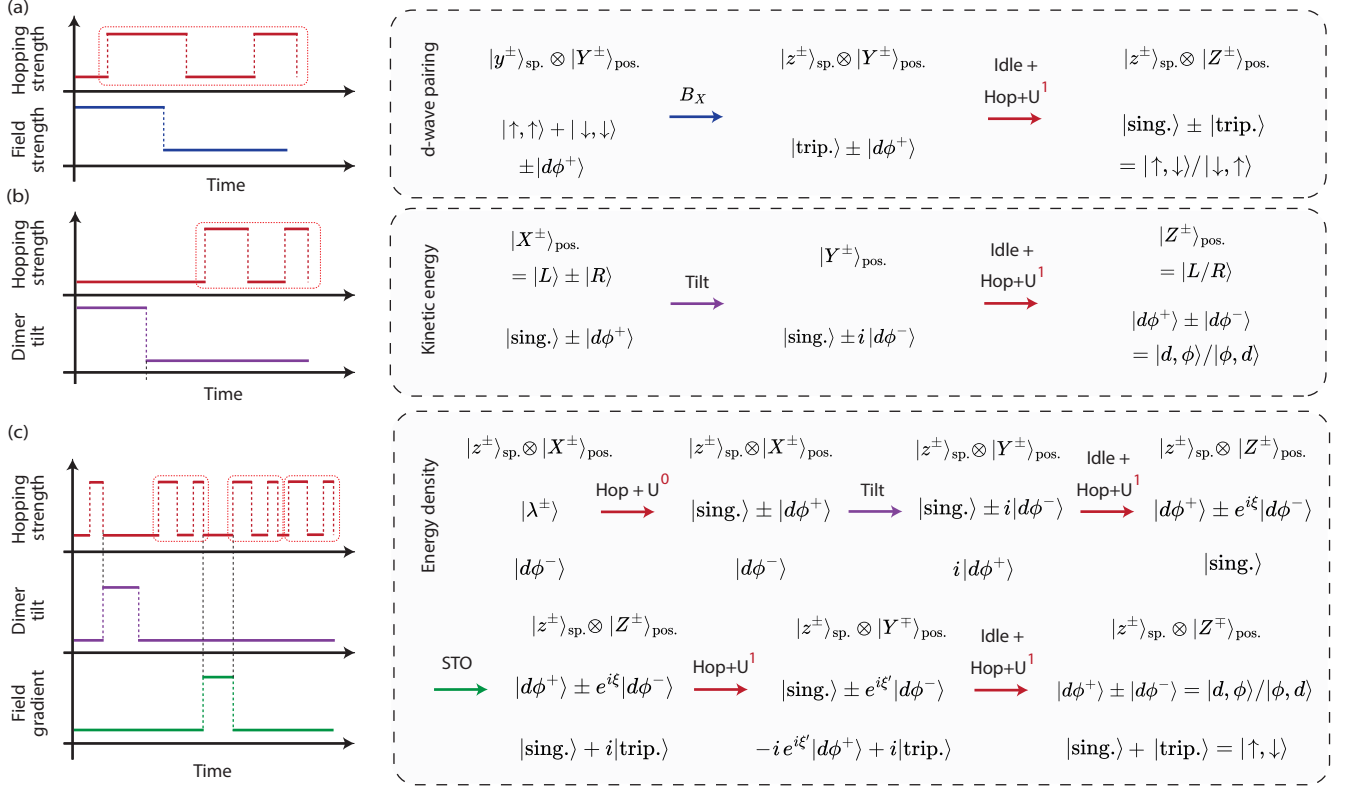 (a)
Hopping
strength
Field
strength
Time
d-wave pairing
|y^±⟩_sp. ⊗ |Y^±⟩_pos.
|↑,↑⟩ + |↓,↓⟩
±|dϕ^+⟩
B_X
|z^±⟩_sp. ⊗ |Y^±⟩_pos.
|trip.⟩ ± |dϕ^+⟩
Idle +
Hop+U^1
|z^±⟩_sp. ⊗ |Z^±⟩_pos.
|sing.⟩ ± |trip.⟩
= |↑,↓⟩/|↓,↑⟩
(b)
Hopping
strength
Dimer
tilt
Time
Kinetic energy
|X^±⟩_pos.
= |L⟩ ± |R⟩
|sing.⟩ ± |dϕ^+⟩
Tilt
|Y^±⟩_pos.
|sing.⟩ ± i|dϕ^-⟩
Idle +
Hop+U^1
|Z^±⟩_pos.
= |L/R⟩
|dϕ^+⟩ ± |dϕ^-⟩
= |d,ϕ⟩/|ϕ,d⟩
(c)
Hopping
strength
Dimer
tilt
Field
gradient
Time
Energy density
|z^±⟩_sp. ⊗ |X^±⟩_pos.
|λ^±⟩
|dϕ^-⟩
Hop + U^0
|z^±⟩_sp. ⊗ |X^±⟩_pos.
|sing.⟩ ± |dϕ^+⟩
|dϕ^-⟩
Tilt
|z^±⟩_sp. ⊗ |Y^±⟩_pos.
|sing.⟩ ± i|dϕ^-⟩
i|dϕ^+⟩
Idle +
Hop+U^1
|z^±⟩_sp. ⊗ |Z^±⟩_pos.
|dϕ^+⟩ ± e^{iξ}|dϕ^-⟩
|sing.⟩
STO
|z^±⟩_sp. ⊗ |Z^±⟩_pos.
|dϕ^+⟩ ± e^{iξ}|dϕ^-⟩
|sing.⟩ + i|trip.⟩
Hop+U^1
|z^±⟩_sp. ⊗ |Y^∓⟩_pos.
|sing.⟩ ± e^{iξ'}|dϕ^-⟩
-i e^{iξ'}|dϕ^+⟩ + i|trip.⟩
Idle +
Hop+U^1
|z^±⟩_sp. ⊗ |Z^∓⟩_pos.
|dϕ^+⟩ ± |dϕ^-⟩ = |d,ϕ⟩/|ϕ,d⟩
|sing.⟩ + |trip.⟩ = |↑,↓⟩